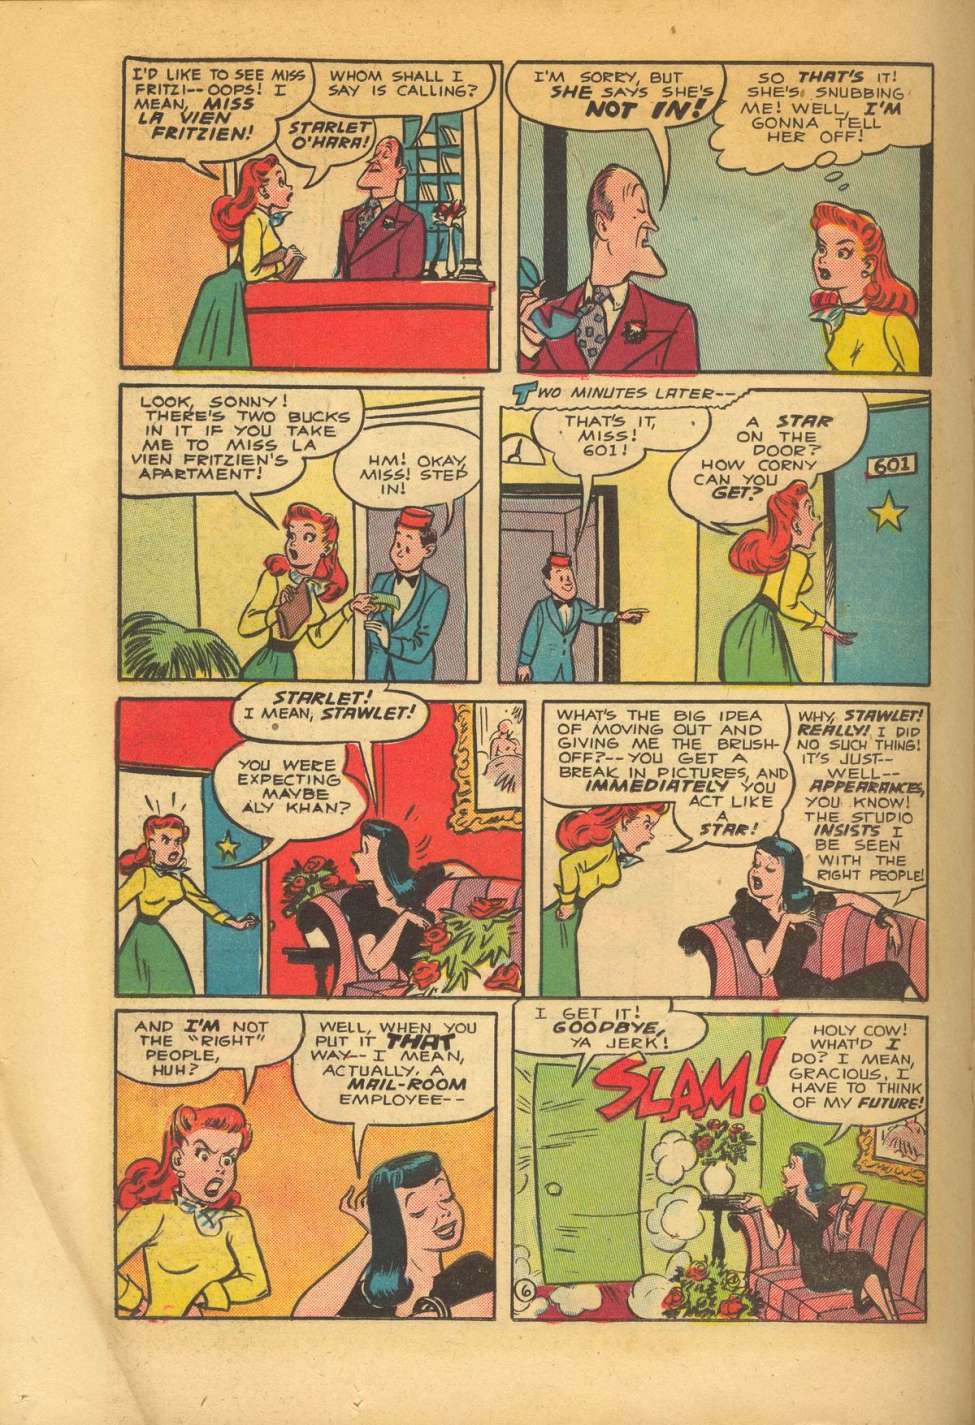 I'D LIKE TO SEE MISS
FRITZI-- OOPS! I
MEAN, MISS
LA VIEN
FRITZIEN!
WHOM SHALL I
SAY IS CALLING?
STARLET
O'HARA!
I'M SORRY, BUT
SHE SAYS SHE'S
NOT IN!
SO THAT'S IT!
SHE'S SNUBBING
ME! WELL, I'M
GONNA TELL
HER OFF!
LOOK, SONNY!
THERE'S TWO BUCKS
IN IT IF YOU TAKE
ME TO MISS LA
VIEN FRITZIEN'S
APARTMENT!
HM! OKAY,
MISS! STEP
IN!
TWO MINUTES LATER--
THAT'S IT,
MISS!
601!
A STAR
ON THE
DOOR?
HOW CORNY
CAN YOU
GET?
601
STARLET!
I MEAN, STAWLET!
YOU WERE
EXPECTING
MAYBE
ALY KHAN?
WHAT'S THE BIG IDEA
OF MOVING OUT AND
GIVING ME THE BRUSH-
OFF?-- YOU GET A
BREAK IN PICTURES, AND
IMMEDIATELY YOU
ACT LIKE
A
STAR!
WHY, STAWLET!
REALLY! I DID
NO SUCH THING!
IT'S JUST--
WELL--
APPEARANCES,
YOU KNOW!
THE STUDIO
INSISTS I
BE SEEN
WITH THE
RIGHT PEOPLE!
AND I'M NOT
THE "RIGHT"
PEOPLE,
HUH?
WELL, WHEN YOU
PUT IT THAT
WAY-- I MEAN,
ACTUALLY, A
MAIL-ROOM
EMPLOYEE--
I GET IT!
GOODBYE,
YA JERK!
SLAM!
HOLY COW!
WHAT'D I
DO? I MEAN,
GRACIOUS, I
HAVE TO THINK
OF MY FUTURE!
6